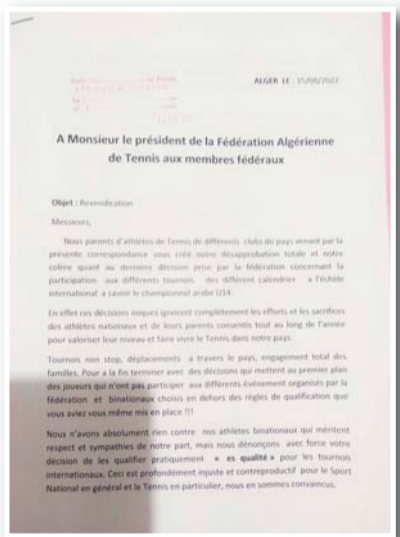 ALGER LE : 15/08/2022
A Monsieur le président de la Fédération Algérienne
de Tennis aux membres fédéraux
Objet : Revendication
Messieurs,
Nous parents d'athlètes de Tennis de différents clubs de pays venant par la
présente correspondance vous crié notre désapprobation totale et notre
colère quant au dernière décision prise par la fédération concernant la
participation aux différents tournois des différent calendrier à l'échèle
international a savoir le championnat arabe U14.
En effet ces décisions iniques ignorent complètement les efforts et les sacrifices
des athlètes nationaux et de leurs parents consentis tout au long de l'année
pour valoriser leur niveau et faire vivre le Tennis dans notre pays.
Tournois non stop, déplacements a travers le pays, engagement total des
familles. Pour a la fin terminer avec des décisions qui mettent au premier plan
des joueurs qui n'ont pas participer aux différents événement organisés par la
fédération et binationaux choisis en dehors des règles de qualification que
vous aviez vous même mis en place !!!
Nous n'avons absolument rien contre nos athlètes binationaux qui méritent
respect et sympathies de notre part, mais nous dénonçons avec force votre
décision de les qualifier pratiquement « es qualité » pour les tournois
internationaux. Ceci est profondément injuste et contreproductif pour le Sport
National en général et le Tennis en particulier, nous en sommes convaincus.